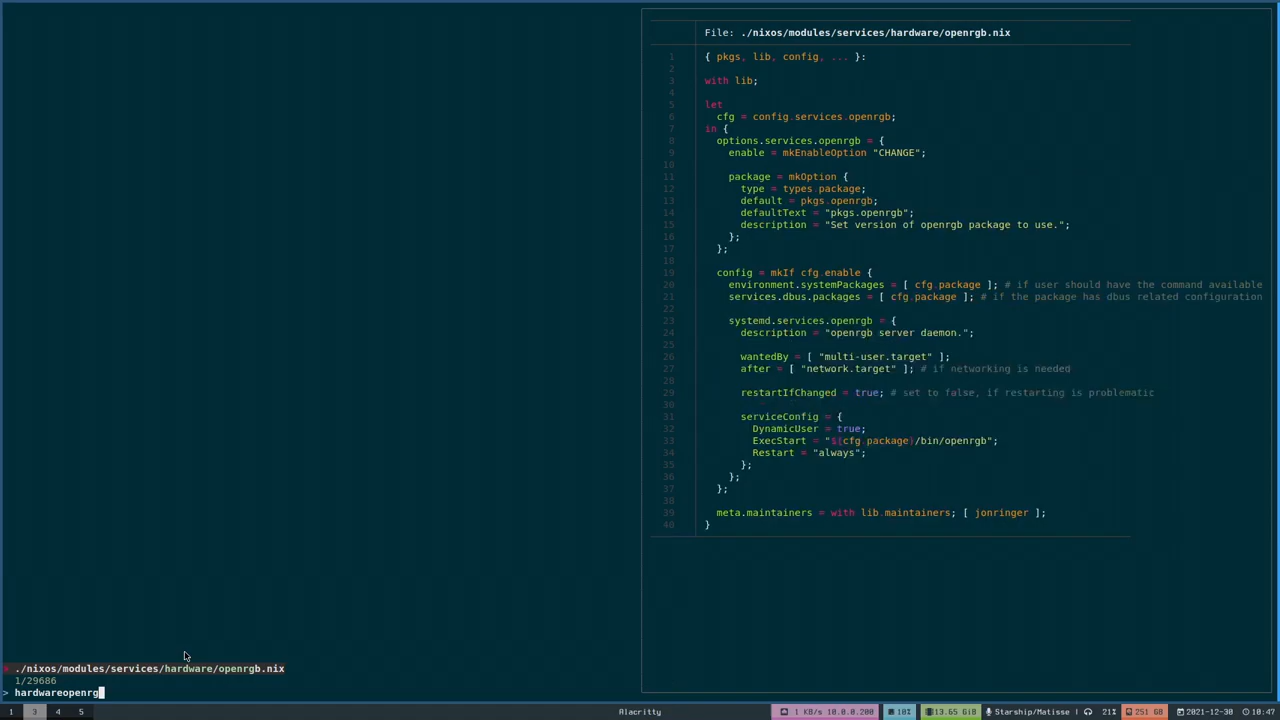 File: ./nixos/modules/services/hardware/openrgb.nix
1 { pkgs, lib, config, ... }:
2
3 with lib;
4
5 let
6 cfg = config.services.openrgb;
7 in {
8 options.services.openrgb = {
9 enable = mkEnableOption "CHANGE";
10
11 package = mkOption {
12 type = types.package;
13 default = pkgs.openrgb;
14 defaultText = "pkgs.openrgb";
15 description = "Set version of openrgb package to use.";
16 };
17 };
18
19 config = mkIf cfg.enable {
20 environment.systemPackages = [ cfg.package ]; # if user should have the command available
21 services.dbus.packages = [ cfg.package ]; # if the package has dbus related configuration
22
23 systemd.services.openrgb = {
24 description = "openrgb server daemon.";
25
26 wantedBy = [ "multi-user.target" ];
27 after = [ "network.target" ]; # if networking is needed
28
29 restartIfChanged = true; # set to false, if restarting is problematic
30
31 serviceConfig = {
32 DynamicUser = true;
33 ExecStart = "${cfg.package}/bin/openrgb";
34 Restart = "always";
35 };
36 };
37 };
38
39 meta.maintainers = with lib.maintainers; [ jonringer ];
40 }
> ./nixos/modules/services/hardware/openrgb.nix
1/29686
> hardwareopenrg
1 3 4 5 Alacritty 1 KB/s 10.0.0.200 10% 13.65 GiB Starship/Matisse | 21% 251 GB 2021-12-30 10:47